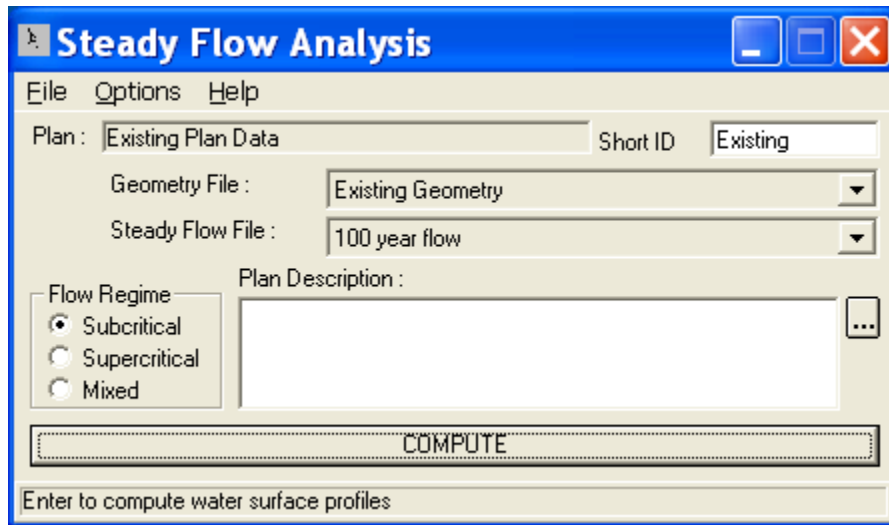 Steady Flow Analysis
File Options Help
Plan : Existing Plan Data Short ID Existing
Geometry File : Existing Geometry
Steady Flow File : 100 year flow
Plan Description :
Flow Regime
Subcritical
Supercritical
Mixed
...
COMPUTE
Enter to compute water surface profiles